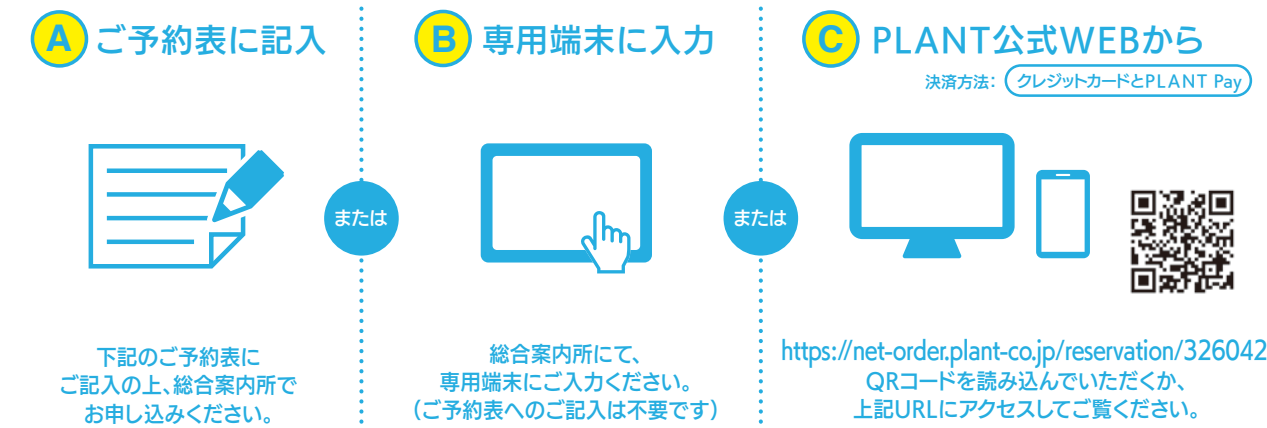 A ご予約表に記入
下記のご予約表に
ご記入の上、総合案内所で
お申し込みください。
または
B 専用端末に入力
総合案内所にて、
専用端末にご入力ください。
（ご予約表へのご記入は不要です）
または
C PLANT公式WEBから
決済方法： クレジットカードとPLANT Pay
https://net-order.plant-co.jp/reservation/326042
QRコードを読み込んでいただくか、
上記URLにアクセスしてご覧ください。